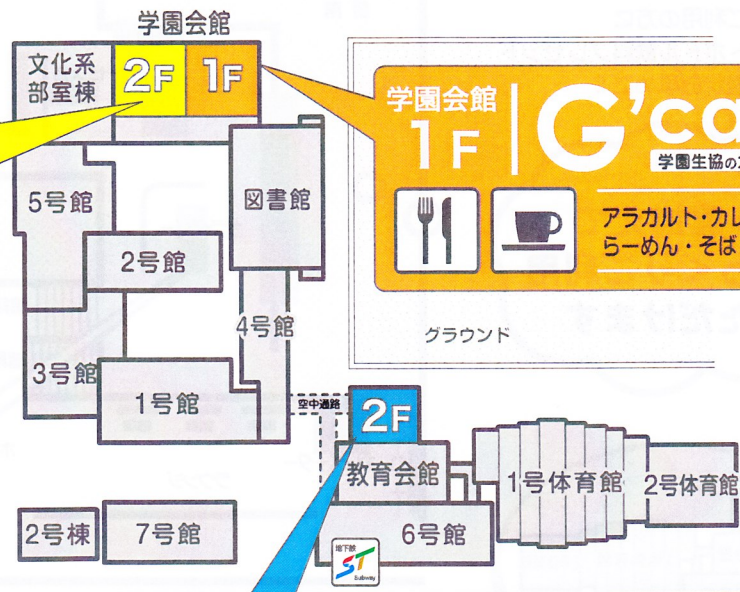 学園会館
文化系
部室棟
2F
1F
学園会館
1F
G'ca
学園生協の
アラカルト・カレ
らーめん・そば
5号館
図書館
2号館
4号館
グラウンド
3号館
1号館
空中通路
2F
教育会館
1号体育館
2号体育館
2号棟
7号館
6号館
地下鉄
ST
Subway